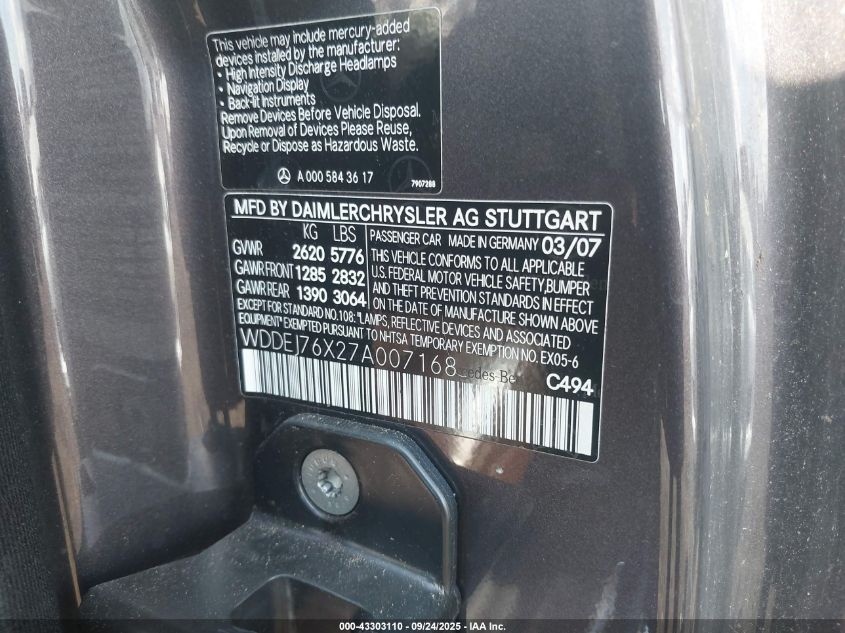 This vehicle may include mercury-added
devices installed by the manufacturer:
• High Intensity Discharge Headlamps
• Navigation Display
• Back-lit Instruments
Remove Devices Before Vehicle Disposal.
Upon Removal of Devices Please Reuse,
Recycle or Dispose as Hazardous Waste.
A 000 584 36 17
7907288
MFD BY DAIMLERCHRYSLER AG STUTTGART
KG LBS
GVWR 2620 5776
GAWR FRONT 1285 2832
GAWR REAR 1390 3064
PASSENGER CAR MADE IN GERMANY 03/07
THIS VEHICLE CONFORMS TO ALL APPLICABLE
U.S. FEDERAL MOTOR VEHICLE SAFETY,BUMPER
AND THEFT PREVENTION STANDARDS IN EFFECT
ON THE DATE OF MANUFACTURE SHOWN ABOVE.
EXCEPT FOR STANDARD NO.108; "LAMPS, REFLECTIVE DEVICES AND ASSOCIATED
EQUIPMENT" EXEMPTED PURSUANT TO NHTSA TEMPORARY EXEMPTION NO. EX05-6
WDDEJ76X27A007168
C494
000-43303110 - 09/24/2025 - IAA Inc.